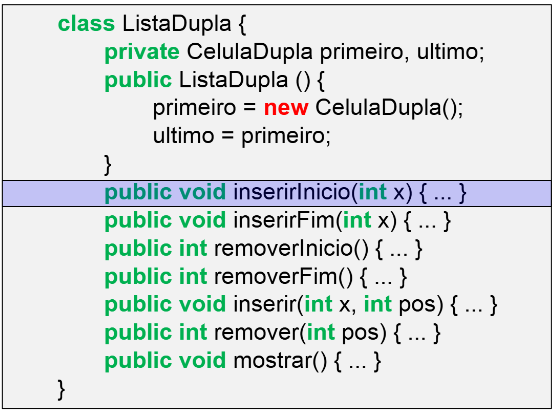 class ListaDupla {
private CelulaDupla primeiro, ultimo;
public ListaDupla () {
primeiro = new CelulaDupla();
ultimo = primeiro;
}
public void inserirInicio(int x) { ... }
public void inserirFim(int x) { ... }
public int removerInicio() { ... }
public int removerFim() { ... }
public void inserir(int x, int pos) { ... }
public int remover(int pos) { ... }
public void mostrar() { ... }
}